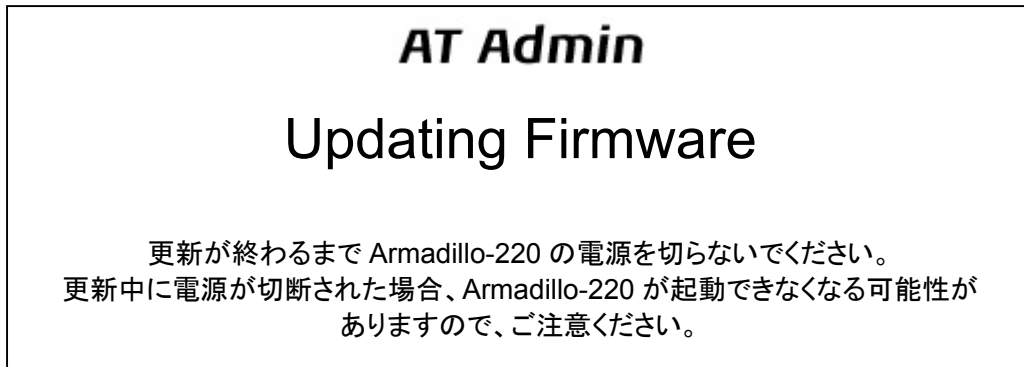 AT Admin
Updating Firmware
更新が終わるまで Armadillo-220 の電源を切らないでください。
更新中に電源が切断された場合、Armadillo-220 が起動できなくなる可能性が
ありますので、ご注意ください。